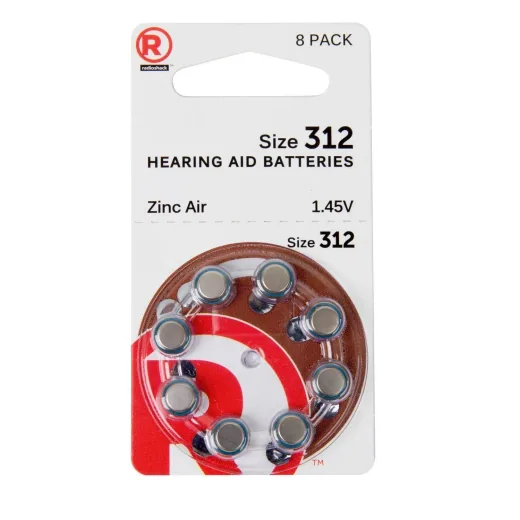 R
radioshack
8 PACK
Size 312
HEARING AID BATTERIES
Zinc Air 1.45V
Size 312
R
TM